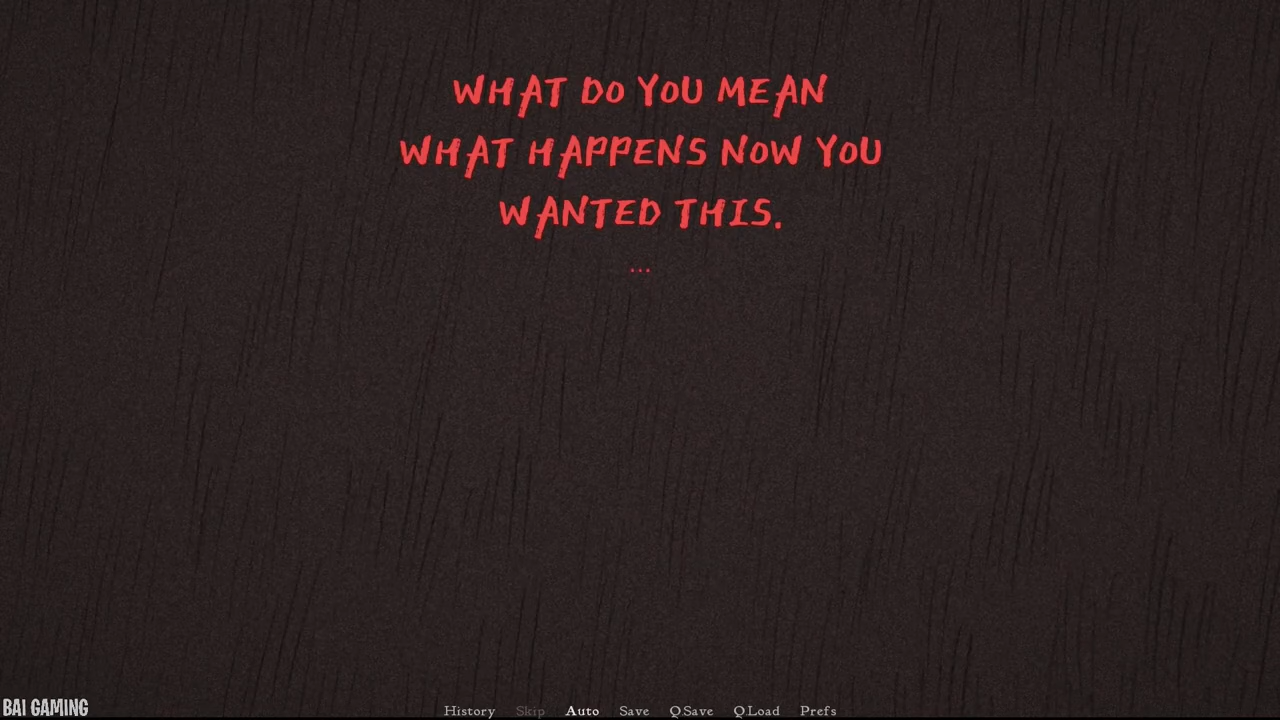 WHAT DO YOU MEAN
WHAT HAPPENS NOW YOU
WANTED THIS.
...
BAI GAMING
History Skip Auto Save Q.Save Q.Load Prefs